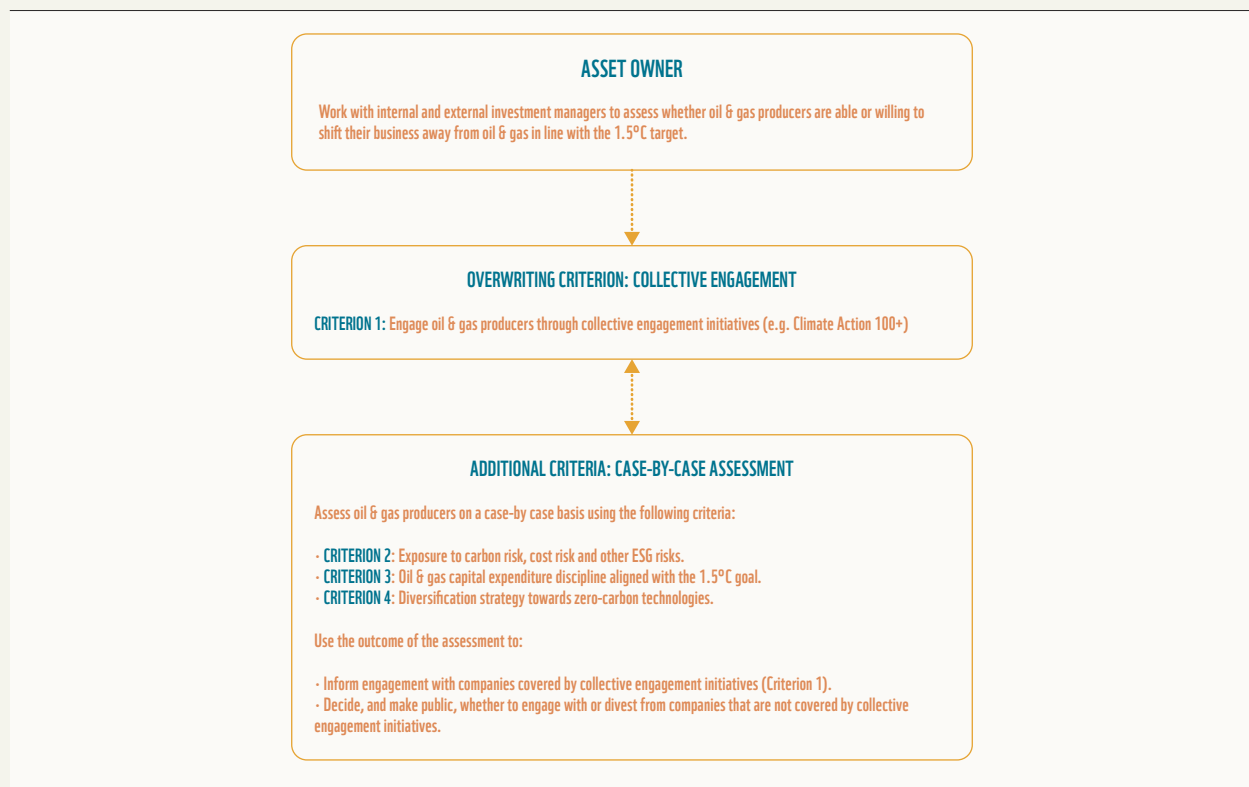 ASSET OWNER
Work with internal and external investment managers to assess whether oil & gas producers are able or willing to
shift their business away from oil & gas in line with the 1.5ºC target.
OVERWRITING CRITERION: COLLECTIVE ENGAGEMENT
CRITERION 1: Engage oil & gas producers through collective engagement initiatives (e.g. Climate Action 100+)
ADDITIONAL CRITERIA: CASE-BY-CASE ASSESSMENT
Assess oil & gas producers on a case-by case basis using the following criteria:
· CRITERION 2: Exposure to carbon risk, cost risk and other ESG risks.
· CRITERION 3: Oil & gas capital expenditure discipline aligned with the 1.5ºC goal.
· CRITERION 4: Diversification strategy towards zero-carbon technologies.
Use the outcome of the assessment to:
· Inform engagement with companies covered by collective engagement initiatives (Criterion 1).
· Decide, and make public, whether to engage with or divest from companies that are not covered by collective
engagement initiatives.